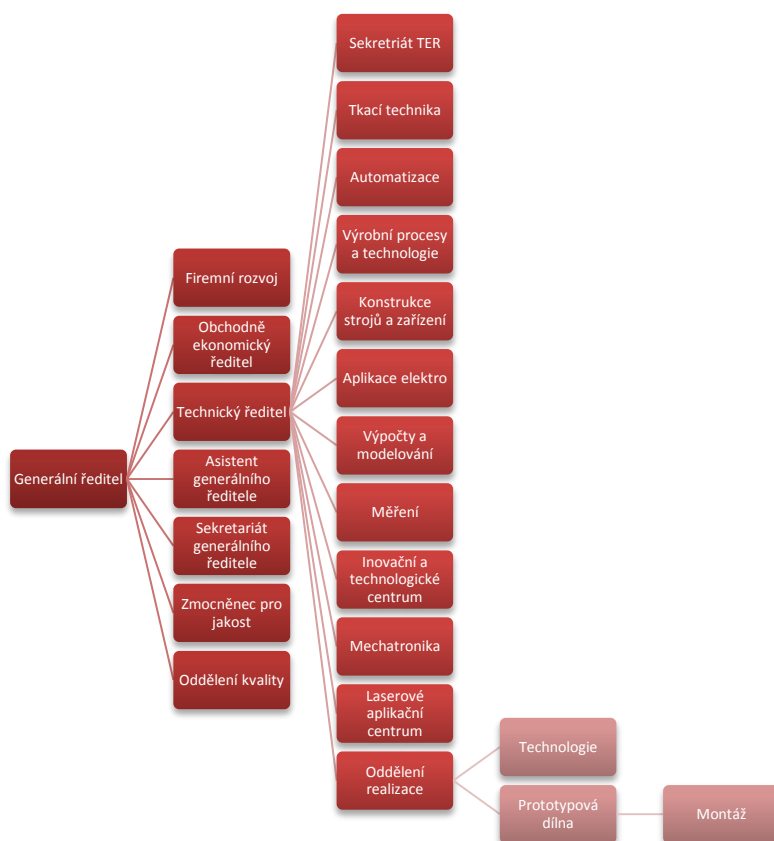 Generální ředitel
Firemní rozvoj
Obchodně
ekonomický
ředitel
Technický ředitel
Sekretriát TER
Tkací technika
Automatizace
Výrobní procesy
a technologie
Konstrukce
strojů a zařízení
Aplikace elektro
Výpočty a
modelování
Měření
Inovační a
technologické
centrum
Mechatronika
Laserové
aplikační
centrum
Oddělení
realizace
Technologie
Prototypová
dílna
Montáž
Asistent
generálního
ředitele
Sekretariát
generálního
ředitele
Zmocněnec pro
jakost
Oddělení kvality